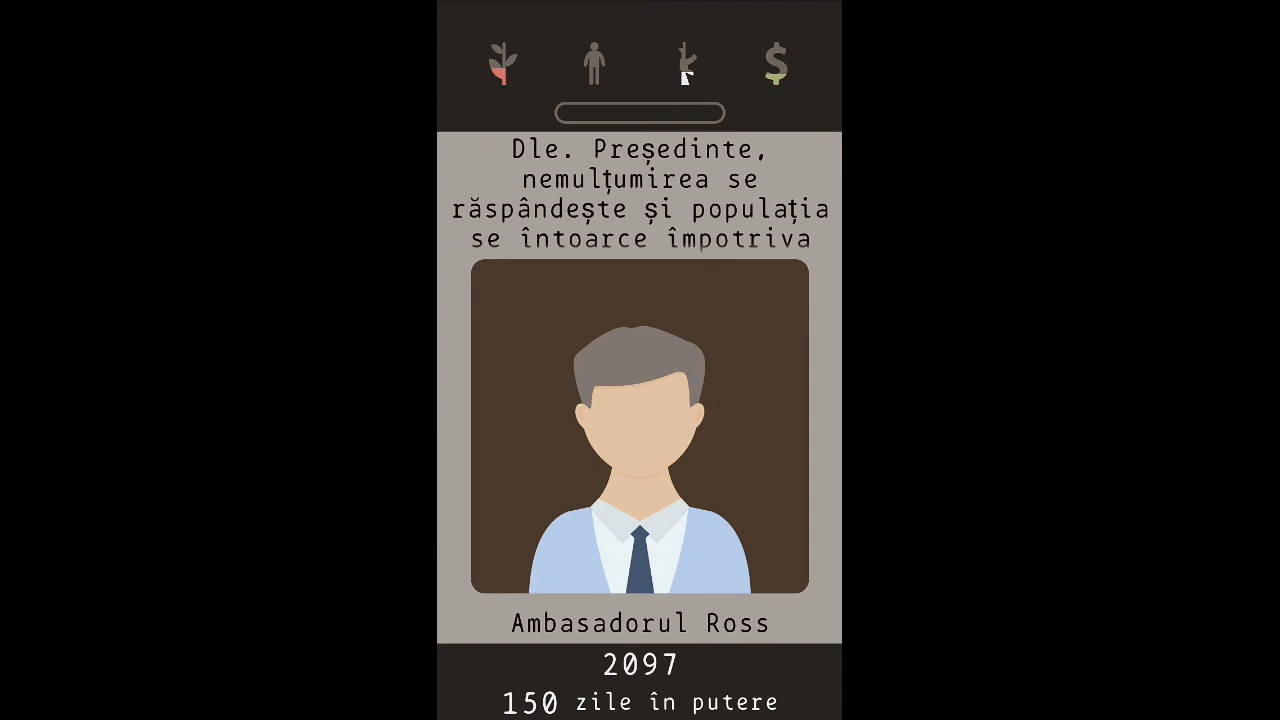 Dle. Președinte,
nemulțumirea se
răspândește și populația
se întoarce împotriva
Ambasadorul Ross
2097
150 zile în putere